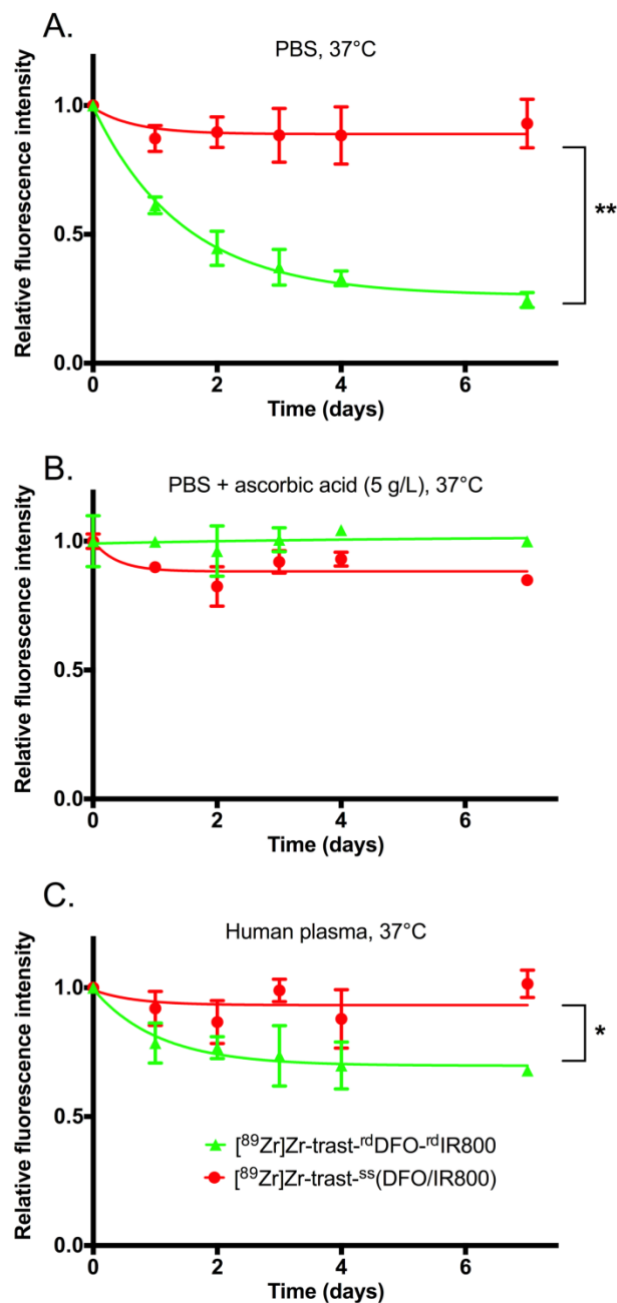 A.
PBS, 37°C
Relative fluorescence intensity
1.0
0.5
0.0
0 2 4 6
Time (days)
**
B.
PBS + ascorbic acid (5 g/L), 37°C
Relative fluorescence intensity
1.0
0.5
0.0
0 2 4 6
Time (days)
C.
Human plasma, 37°C
Relative fluorescence intensity
1.0
0.5
0.0
0 2 4 6
Time (days)
*
[⁸⁹Zr]Zr-trast-ʳᵈDFO-ʳᵈIR800
[⁸⁹Zr]Zr-trast-ˢˢ(DFO/IR800)